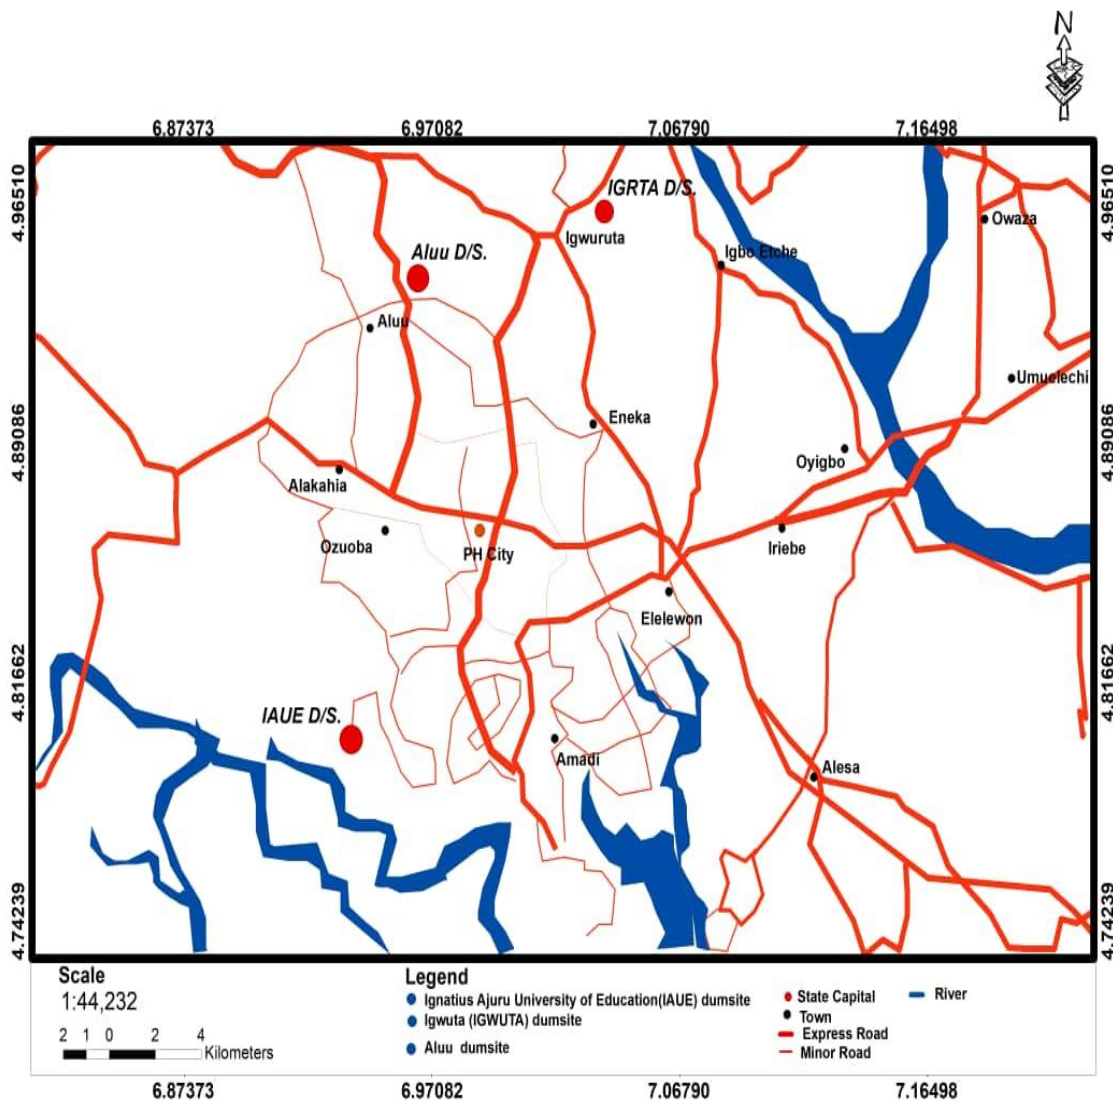 N
6.87373 6.97082 7.06790 7.16498
4.96510
4.96510
IGRTA D/S.
Igwuruta
Owaza
Aluu D/S.
Igbo Etche
Aluu
Umuelechi
4.89086
4.89086
Eneka
Oyigbo
Alakahia
Ozuoba
PH City
Iriebe
Elelewon
4.81662
4.81662
IAUE D/S.
Amadi
Alesa
4.74239
4.74239
Scale
1:44,232
2 1 0 2 4
Kilometers
Legend
Ignatius Ajuru University of Education(IAUE) dumsite
Igwuta (IGWUTA) dumsite
Aluu dumsite
State Capital
Town
Express Road
Minor Road
River
6.87373 6.97082 7.06790 7.16498